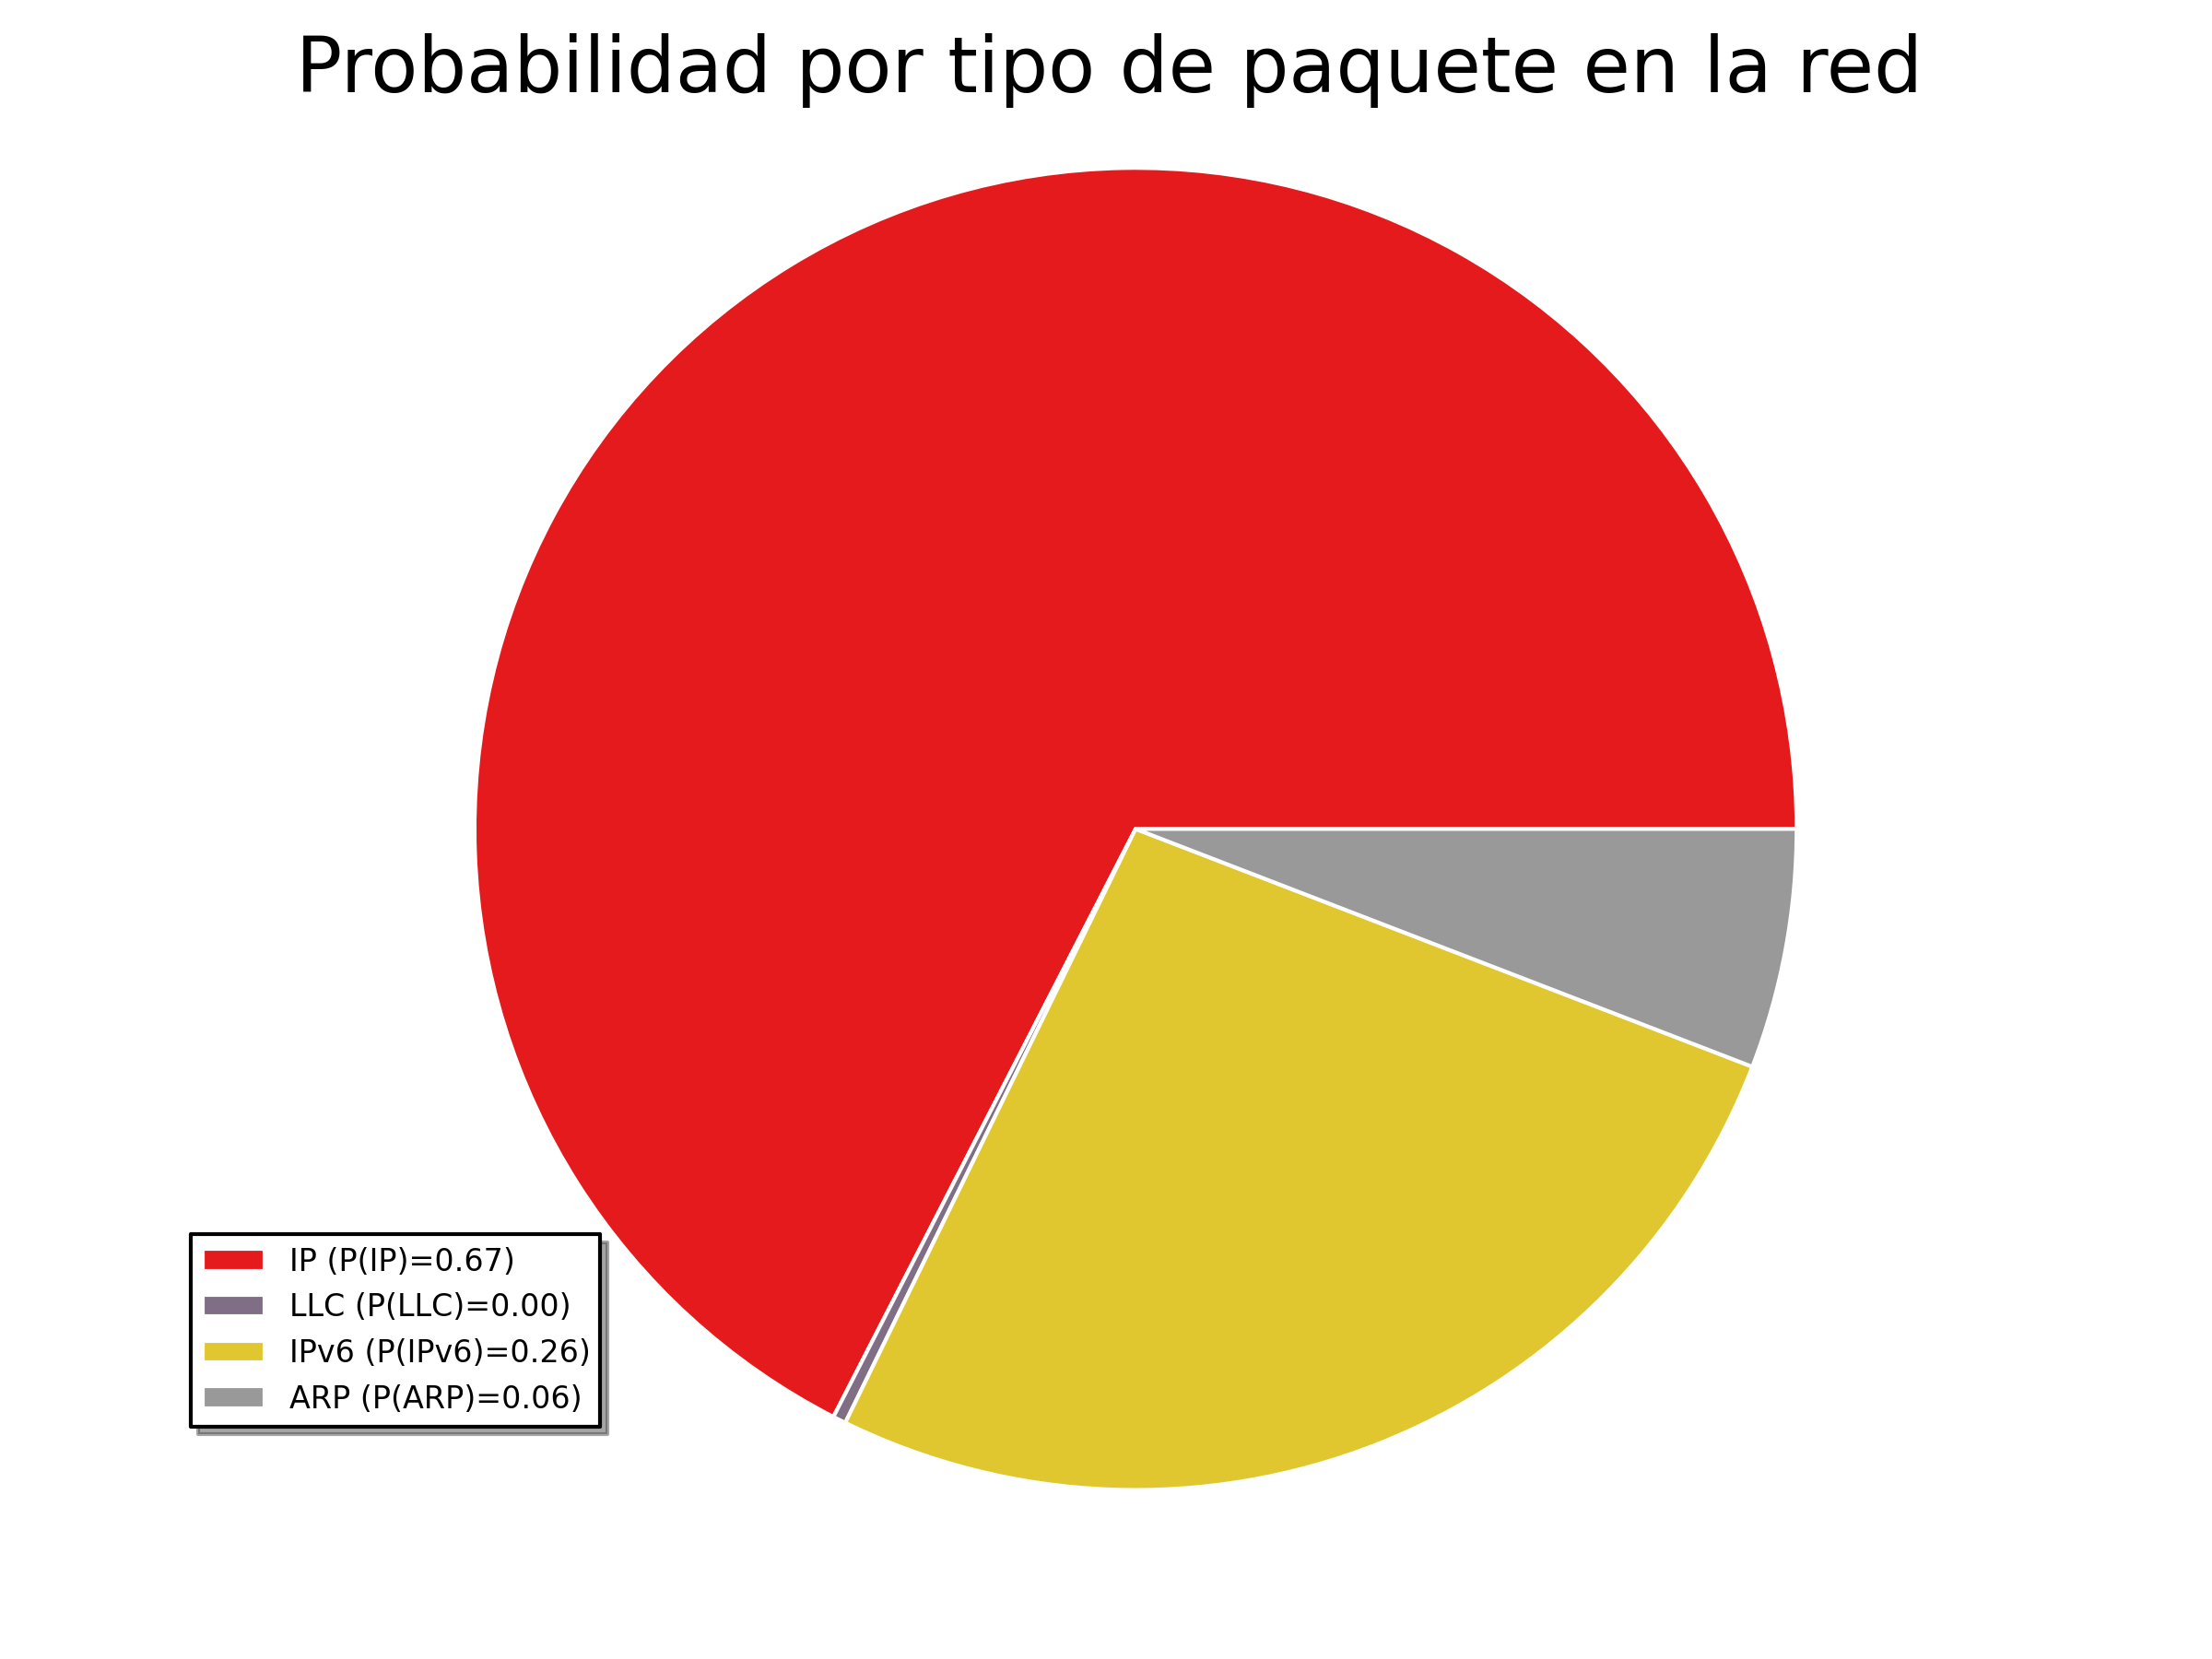 Probabilidad por tipo de paquete en la red
IP (P(IP)=0.67)
LLC (P(LLC)=0.00)
IPv6 (P(IPv6)=0.26)
ARP (P(ARP)=0.06)